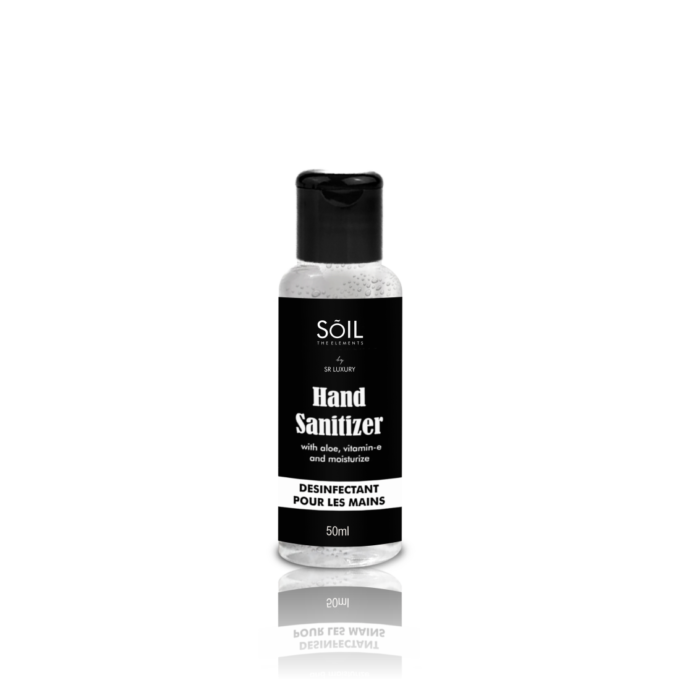 SÕIL
THE ELEMENTS
by
SR LUXURY
Hand
Sanitizer
with aloe, vitamin-e
and moisturize
DESINFECTANT
POUR LES MAINS
50ml